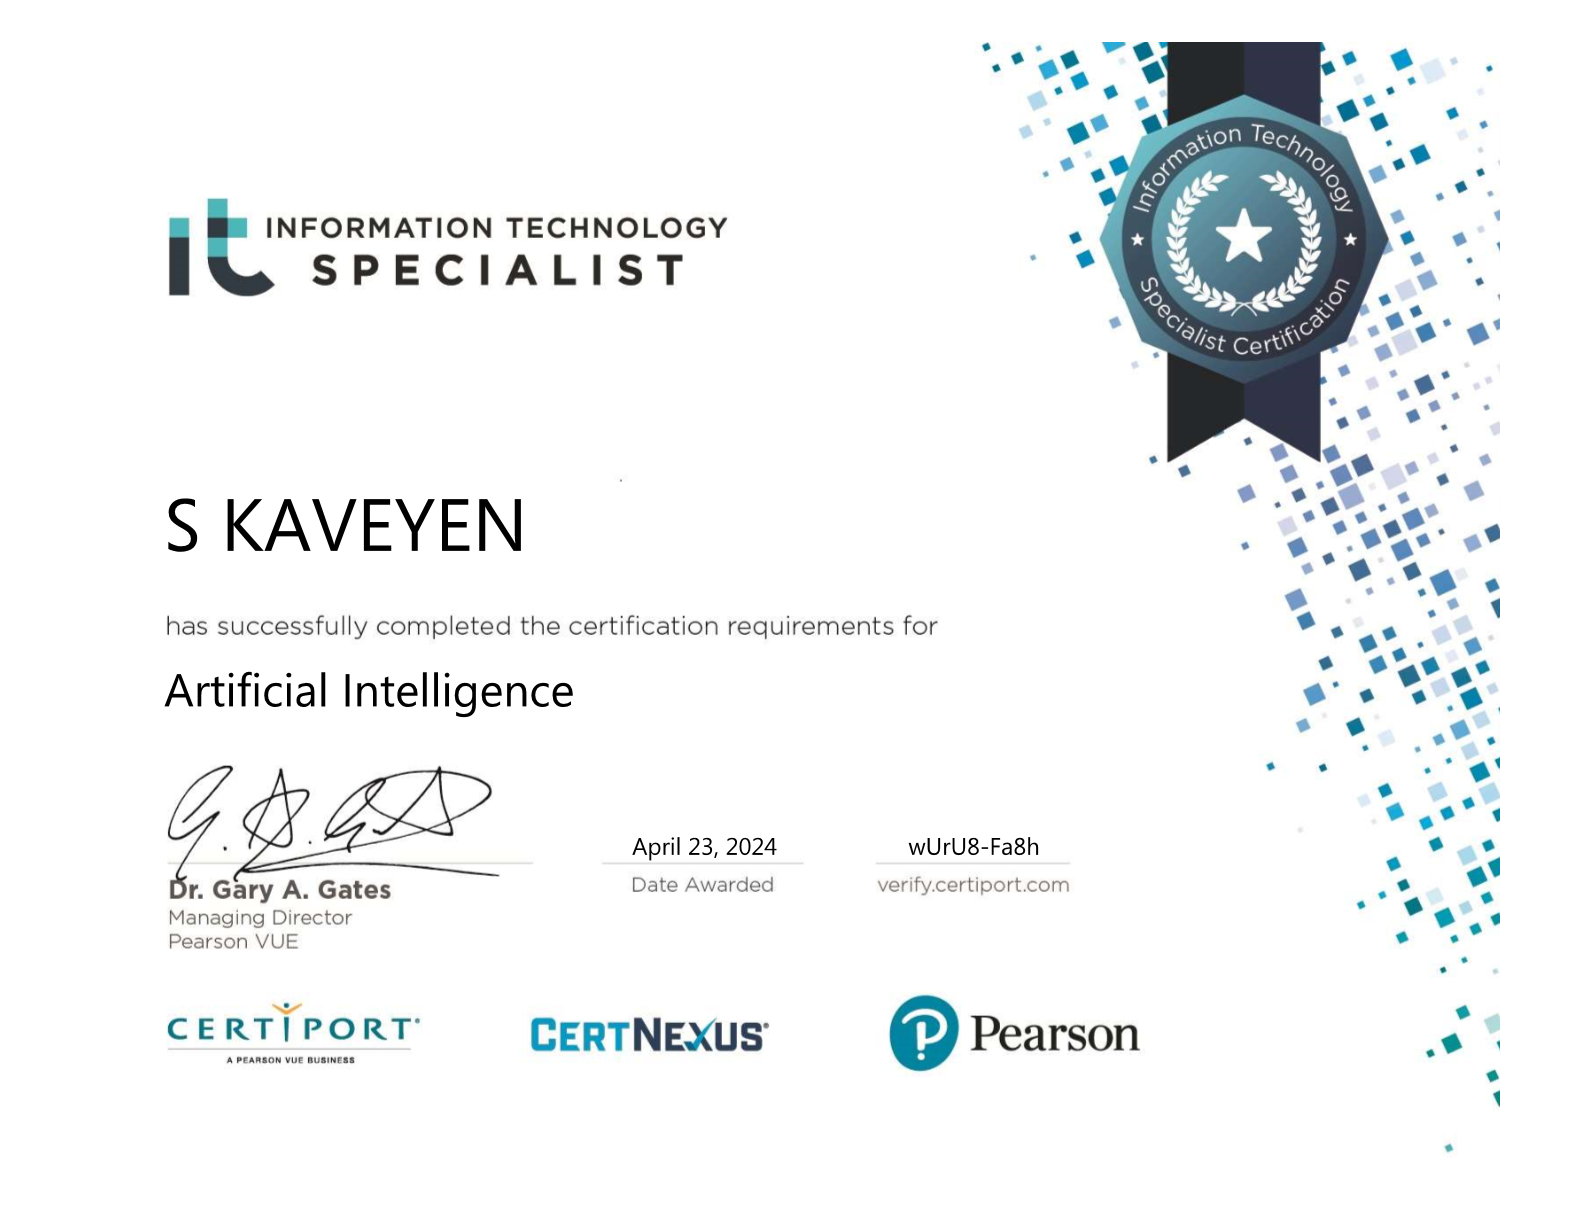 it INFORMATION TECHNOLOGY
SPECIALIST
Information Technology
Specialist Certification
S KAVEYEN
has successfully completed the certification requirements for
Artificial Intelligence
G. A. Gates
April 23, 2024
wUrU8-Fa8h
Dr. Gary A. Gates
Date Awarded
verify.certiport.com
Managing Director
Pearson VUE
CERTIPORT
A PEARSON VUE BUSINESS
CERTNEXUS®
P Pearson